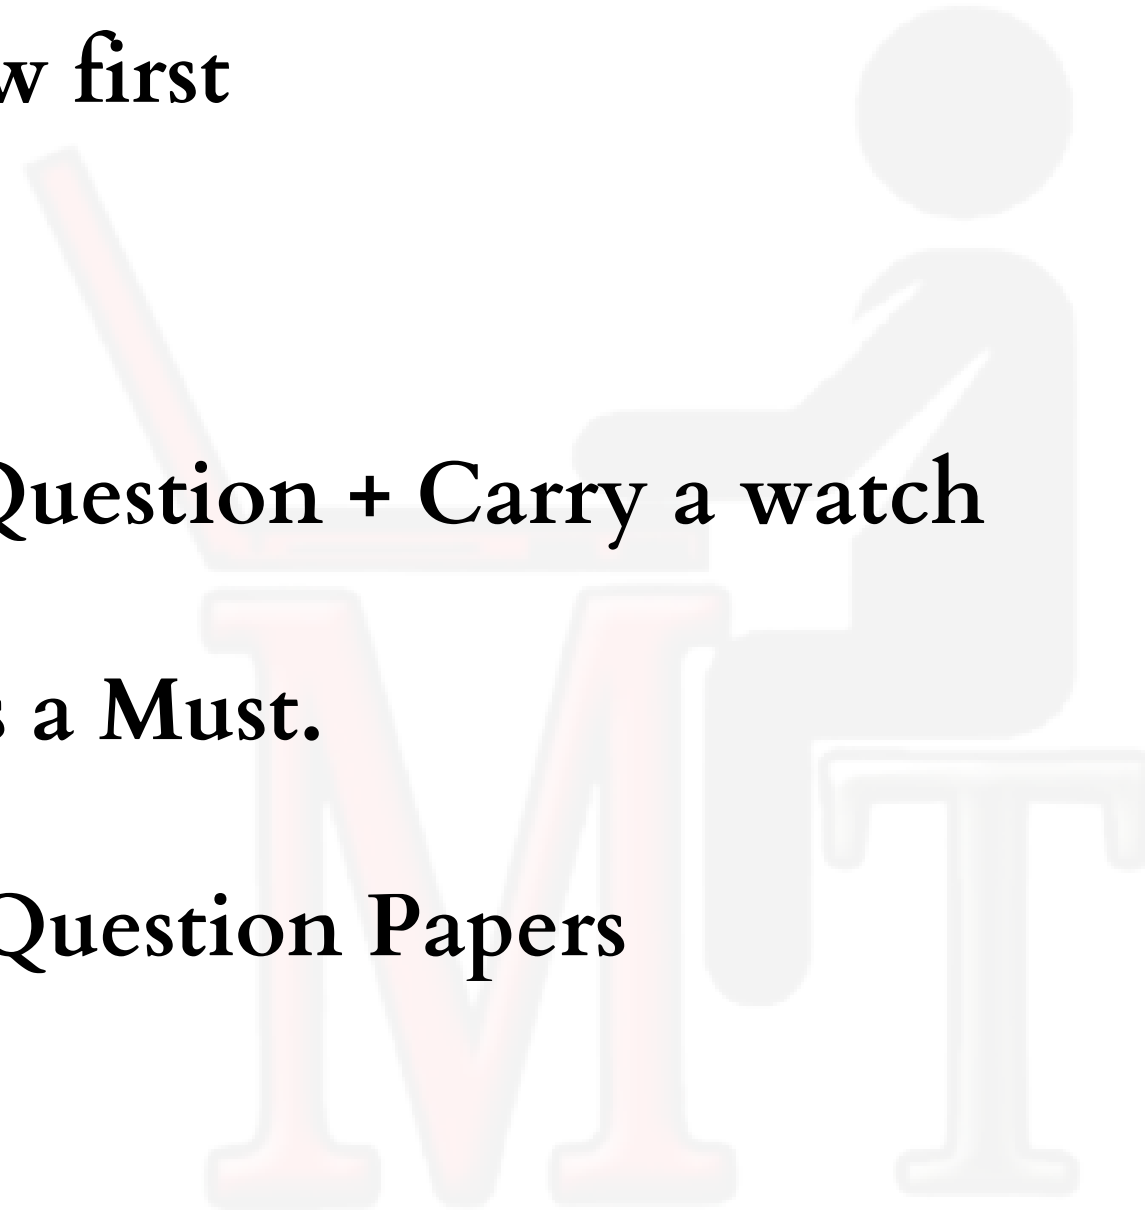 w first
Question + Carry a watch
s a Must.
Question Papers
M T